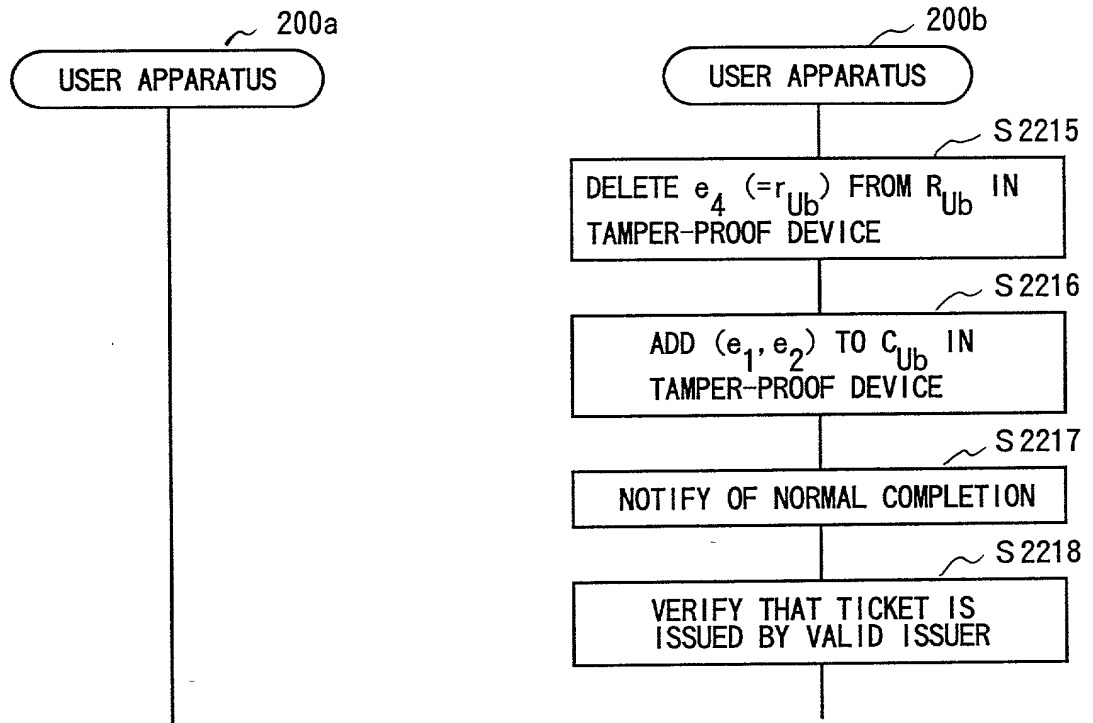 200a
USER APPARATUS
200b
USER APPARATUS
S2215
DELETE e4 (=rUb) FROM RUb IN
TAMPER-PROOF DEVICE
S2216
ADD (e1,e2) TO CUb IN
TAMPER-PROOF DEVICE
S2217
NOTIFY OF NORMAL COMPLETION
S2218
VERIFY THAT TICKET IS
ISSUED BY VALID ISSUER